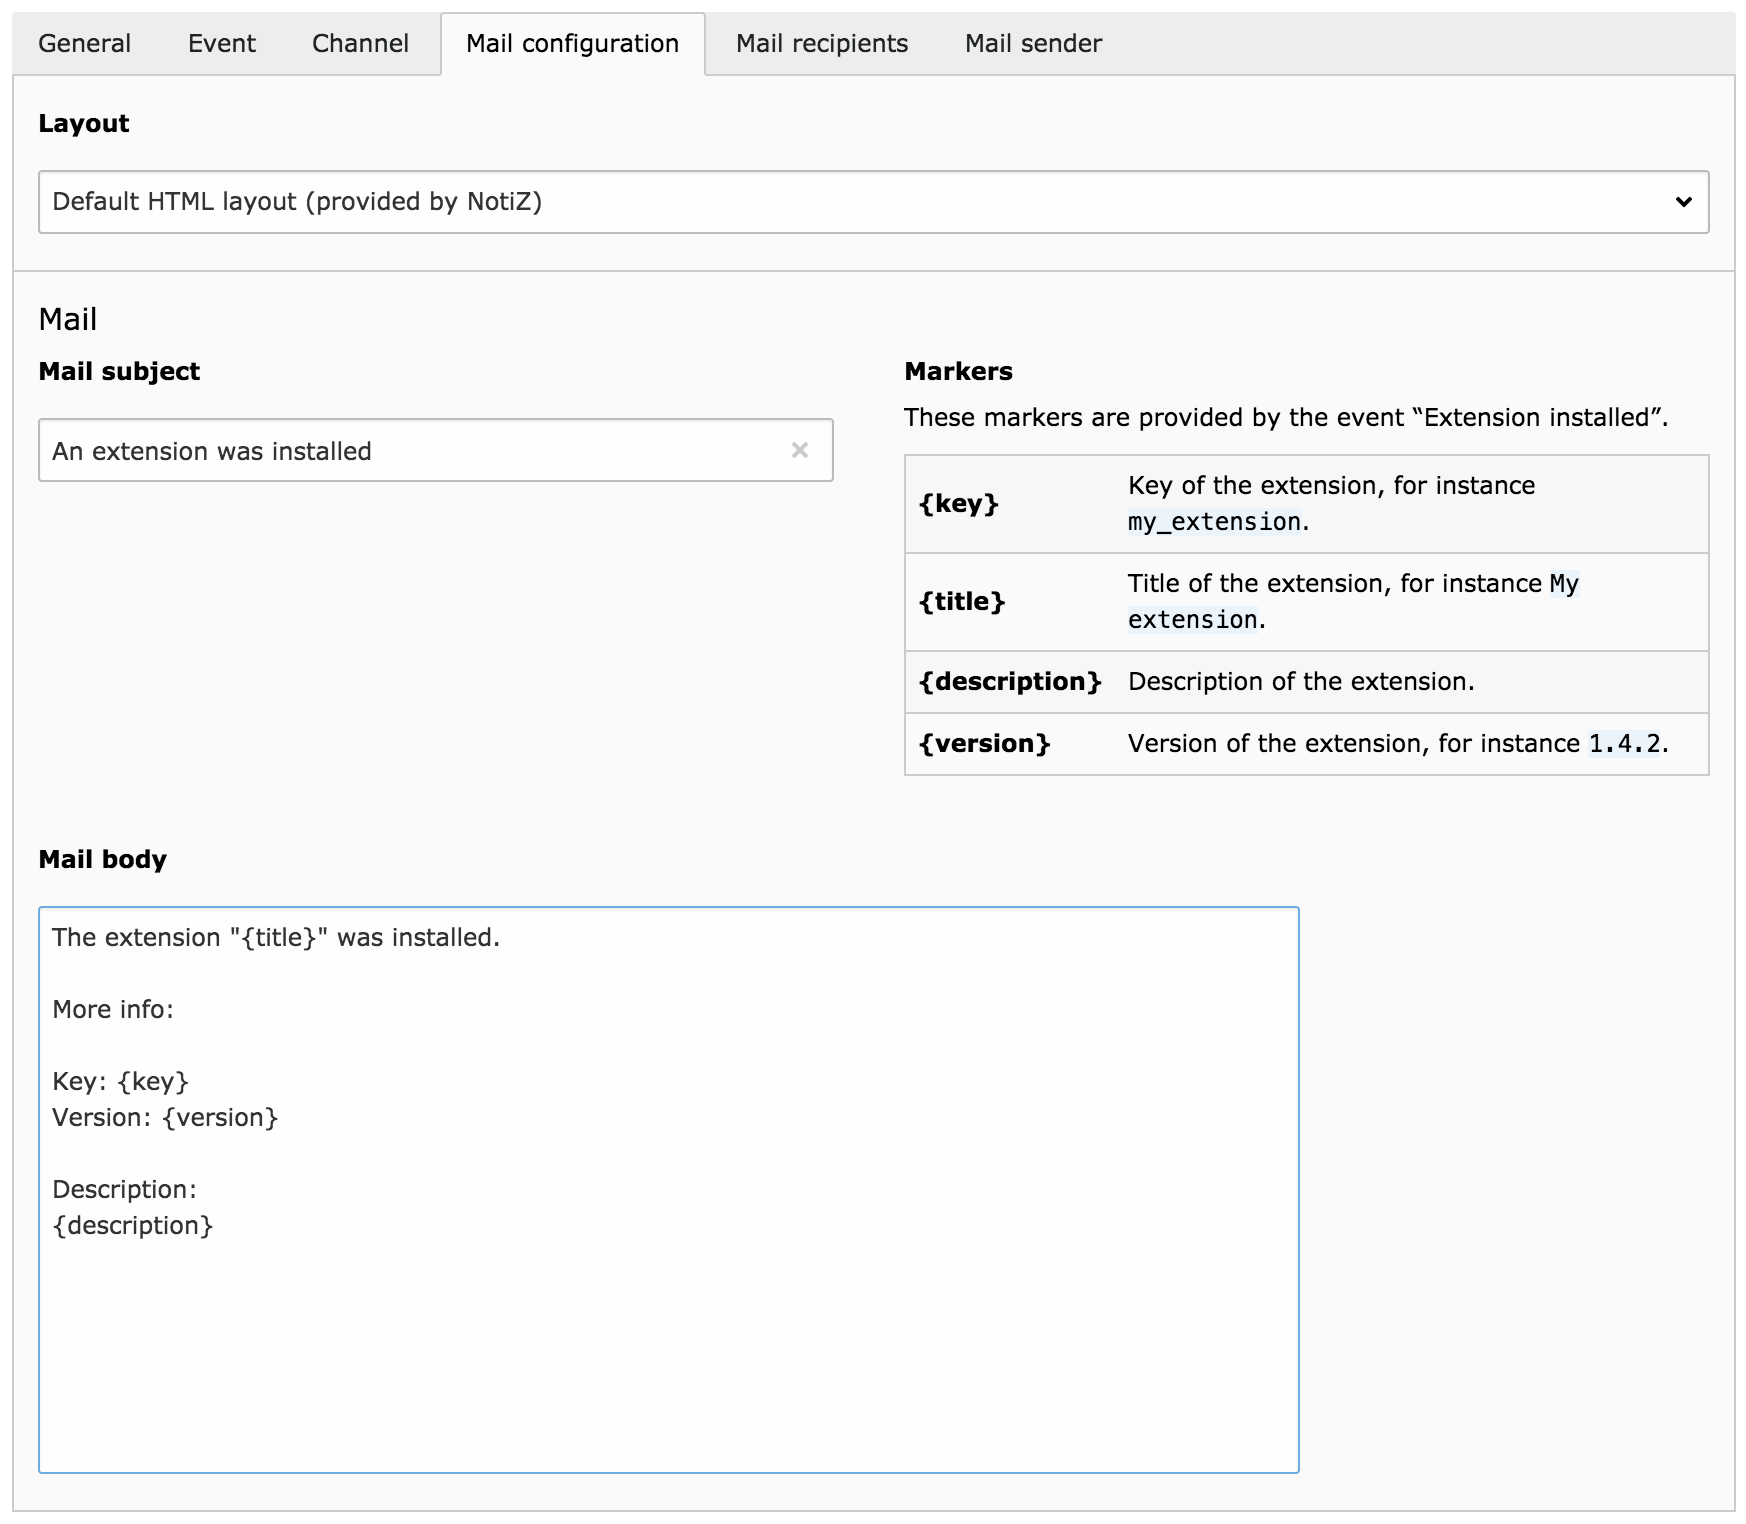 General Event Channel Mail configuration Mail recipients Mail sender
Layout
Default HTML layout (provided by NotiZ)
Mail
Mail subject
An extension was installed
Markers
These markers are provided by the event “Extension installed”.
{key} Key of the extension, for instance
my_extension.
{title} Title of the extension, for instance My
extension.
{description} Description of the extension.
{version} Version of the extension, for instance 1.4.2.
Mail body
The extension "{title}" was installed.
More info:
Key: {key}
Version: {version}
Description:
{description}